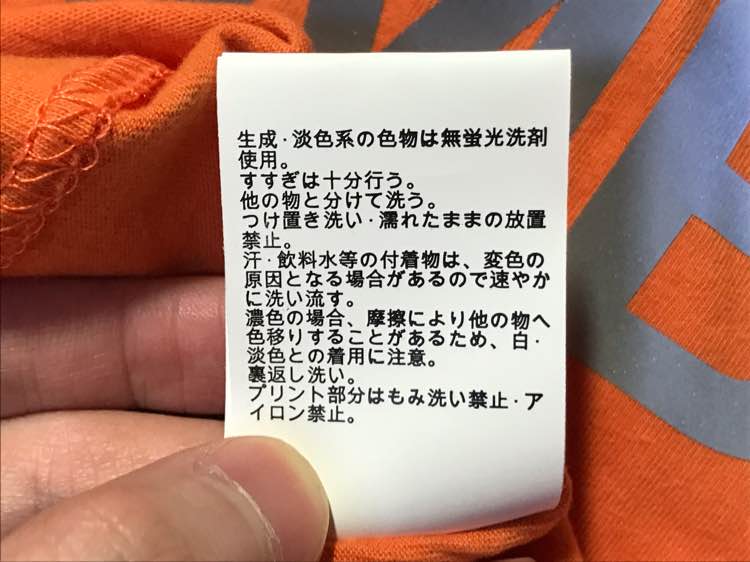 生成·淡色系の色物は無蛍光洗剤
使用。
すすぎは十分行う。
他の物と分けて洗う。
つけ置き洗い·濡れたままの放置
禁止。
汗·飲料水等の付着物は、変色の
原因となる場合があるので速やか
に洗い流す。
濃色の場合、摩擦により他の物へ
色移りすることがあるため、白·
淡色との着用に注意。
裏返し洗い。
プリント部分はもみ洗い禁止·ア
イロン禁止。